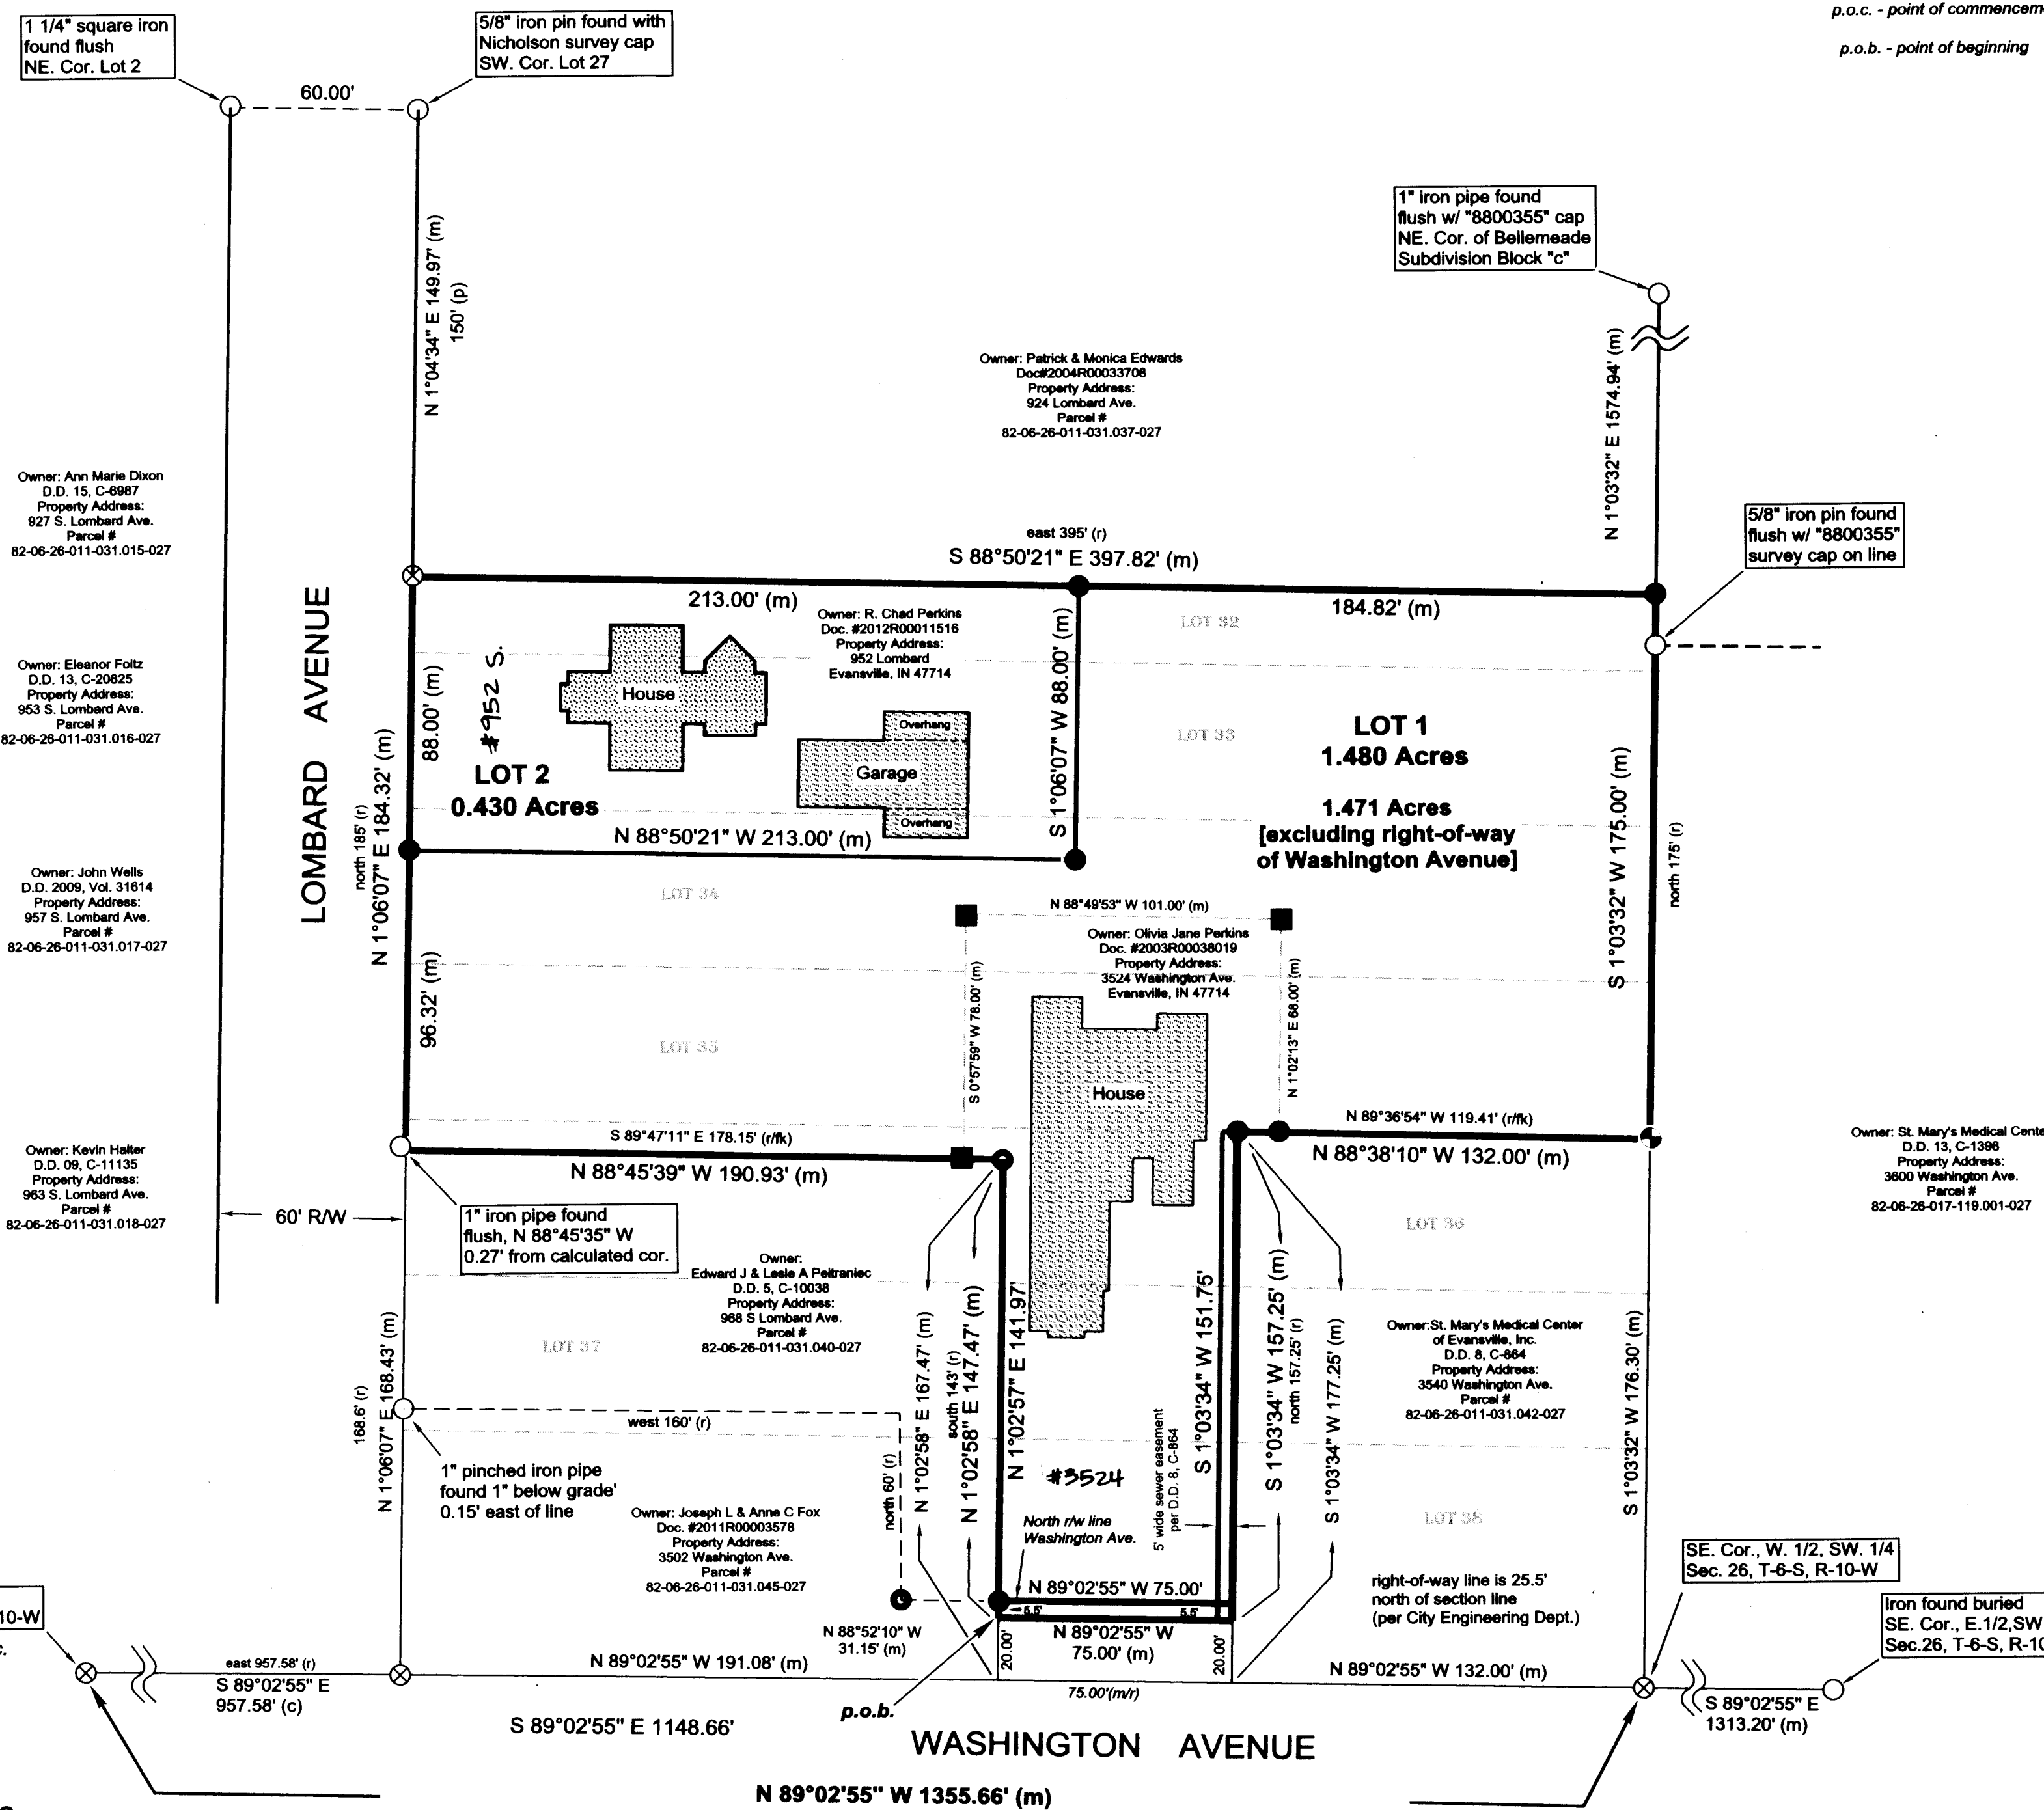 p.o.c. - point of commencem
p.o.b. - point of beginning
1 1/4" square iron
found flush
NE. Cor. Lot 2
5/8" iron pin found with
Nicholson survey cap
SW. Cor. Lot 27
60.00'
N 1°04'34" E 149.97' (m)
150' (p)
1" iron pipe found
flush w/ "8800355" cap
NE. Cor. of Bellemeade
Subdivision Block "c"
N 1°03'32" E 1574.94' (m)
Owner: Patrick & Monica Edwards
Doc#2004R00033706
Property Address:
924 Lombard Ave.
Parcel #
82-06-26-011-031.037-027
Owner: Ann Marie Dixon
D.D. 15, C-6987
Property Address:
927 S. Lombard Ave.
Parcel #
82-06-26-011-031.015-027
5/8" iron pin found
flush w/ "8800355"
survey cap on line
east 395' (r)
S 88°50'21" E 397.82' (m)
213.00' (m)
184.82' (m)
LOMBARD AVENUE
Owner: R. Chad Perkins
Doc. #2012R00011516
Property Address:
952 Lombard
Evansville, IN 47714
LOT 32
Owner: Eleanor Foltz
D.D. 13, C-20825
Property Address:
953 S. Lombard Ave.
Parcel #
82-06-26-011-031.016-027
88.00' (m)
#952 S.
House
Overhang
Garage
Overhang
S 1°06'07" W 88.00' (m)
LOT 33
LOT 1
1.480 Acres
1.471 Acres
[excluding right-of-way
of Washington Avenue]
LOT 2
0.430 Acres
N 88°50'21" W 213.00' (m)
north 185' (r)
N 1°06'07" E 184.32' (m)
S 1°03'32" W 175.00' (m)
north 175' (r)
Owner: John Wells
D.D. 2009, Vol. 31614
Property Address:
957 S. Lombard Ave.
Parcel #
82-06-26-011-031.017-027
LOT 34
N 88°49'53" W 101.00' (m)
Owner: Olivia Jane Perkins
Doc. #2003R00038019
Property Address:
3524 Washington Ave.
Evansville, IN 47714
S 0°57'59" W 78.00' (m)
N 1°02'13" E 68.00' (m)
96.32' (m)
LOT 35
House
S 89°47'11" E 178.15' (r/fk)
N 88°45'39" W 190.93' (m)
N 89°36'54" W 119.41' (r/fk)
N 88°38'10" W 132.00' (m)
Owner: Kevin Halter
D.D. 09, C-11135
Property Address:
963 S. Lombard Ave.
Parcel #
82-06-26-011-031.018-027
Owner: St. Mary's Medical Cente
D.D. 13, C-1396
Property Address:
3600 Washington Ave.
Parcel #
82-06-26-017-119.001-027
60' R/W
1" iron pipe found
flush, N 88°45'35" W
0.27' from calculated cor.
LOT 36
Owner:
Edward J & Lesie A Peitraniec
D.D. 5, C-10038
Property Address:
968 S Lombard Ave.
Parcel #
82-06-26-011-031.040-027
LOT 37
168.6' (r)
N 1°06'07" E 168.43' (m)
N 1°02'58" E 167.47' (m)
south 143' (r)
N 1°02'58" E 147.47' (m)
N 1°02'57" E 141.97'
S 1°03'34" W 151.75'
S 1°03'34" W 157.25' (m)
north 157.25' (r)
S 1°03'34" W 177.25' (m)
Owner:St. Mary's Medical Center
of Evansville, Inc.
D.D. 8, C-864
Property Address:
3540 Washington Ave.
Parcel #
82-06-26-011-031.042-027
S 1°03'32" W 176.30' (m)
west 160' (r)
north 60' (r)
1" pinched iron pipe
found 1" below grade'
0.15' east of line
#3524
5' wide sewer easement
per D.D. 8, C-864
Owner: Joseph L & Anne C Fox
Doc. #2011R00003578
Property Address:
3502 Washington Ave.
Parcel #
82-06-26-011-031.045-027
North r/w line
Washington Ave.
LOT 38
N 89°02'55" W 75.00'
5.5'
5.5'
N 89°02'55" W
75.00' (m)
20.00'
20.00'
right-of-way line is 25.5'
north of section line
(per City Engineering Dept.)
SE. Cor., W. 1/2, SW. 1/4
Sec. 26, T-6-S, R-10-W
Iron found buried
SE. Cor., E.1/2,SW
Sec.26, T-6-S, R-10
10-W
c.
N 88°52'10" W
31.15' (m)
east 957.58' (r)
S 89°02'55" E
957.58' (c)
N 89°02'55" W 191.08' (m)
75.00'(m/r)
N 89°02'55" W 132.00' (m)
S 89°02'55" E
1313.20' (m)
p.o.b.
S 89°02'55" E 1148.66'
WASHINGTON AVENUE
N 89°02'55" W 1355.66' (m)